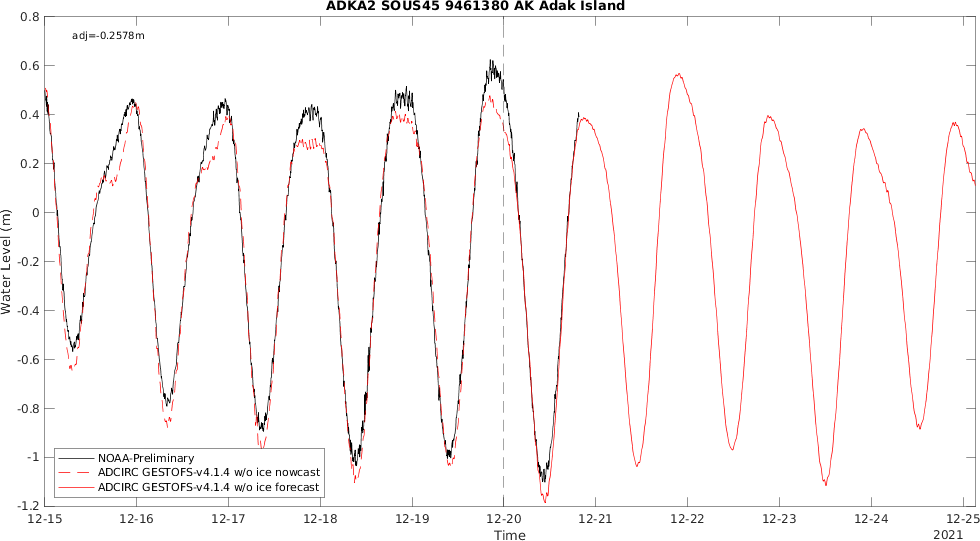 ADKA2 SOUS45 9461380 AK Adak Island
adj=-0.2578m
0.8
0.6
0.4
0.2
0
-0.2
-0.4
-0.6
-0.8
-1
-1.2
Water Level (m)
NOAA-Preliminary
ADCIRC GESTOFS-v4.1.4 w/o ice nowcast
ADCIRC GESTOFS-v4.1.4 w/o ice forecast
12-15 12-16 12-17 12-18 12-19 12-20 12-21 12-22 12-23 12-24 12-25
Time
2021